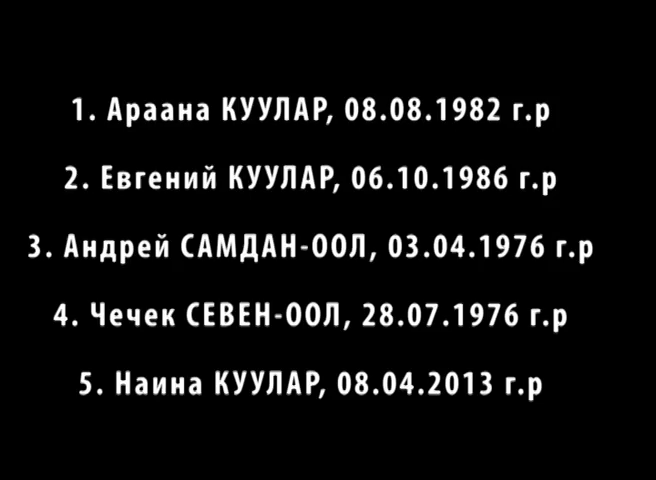 1. Араана КУУЛАР, 08.08.1982 г.р
2. Евгений КУУЛАР, 06.10.1986 г.р
3. Андрей САМДАН-ООЛ, 03.04.1976 г.р
4. Чечек СЕВЕН-ООЛ, 28.07.1976 г.р
5. Наина КУУЛАР, 08.04.2013 г.р